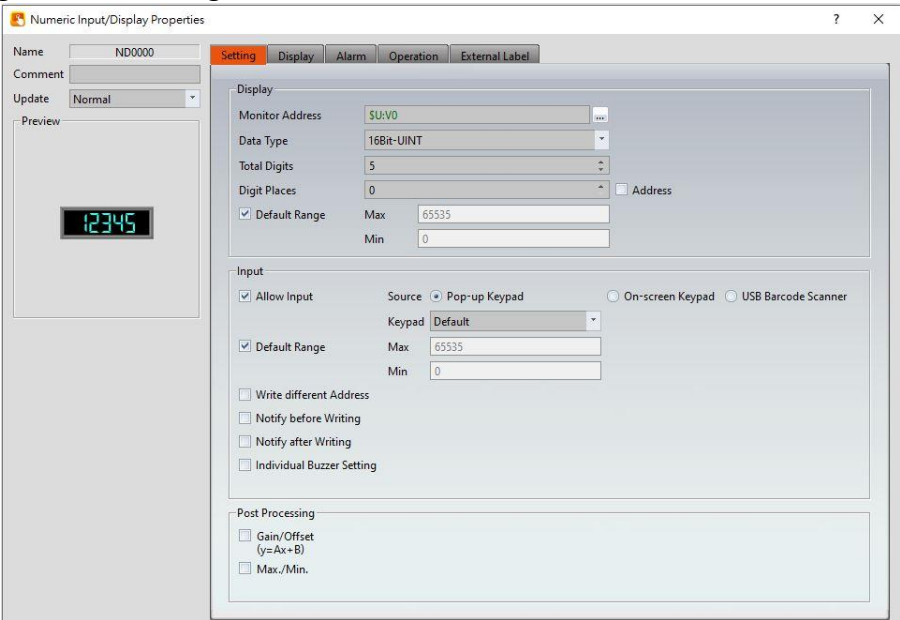 Numeric Input/Display Properties ? ×
Name ND0000
Comment
Update Normal
Preview
12345
Setting Display Alarm Operation External Label
Display
Monitor Address $U:V0 ...
Data Type 16Bit-UINT
Total Digits 5
Digit Places 0 Address
Default Range Max 65535
Min 0
Input
Allow Input Source Pop-up Keypad On-screen Keypad USB Barcode Scanner
Keypad Default
Default Range Max 65535
Min 0
Write different Address
Notify before Writing
Notify after Writing
Individual Buzzer Setting
Post Processing
Gain/Offset
(y=Ax+B)
Max./Min.